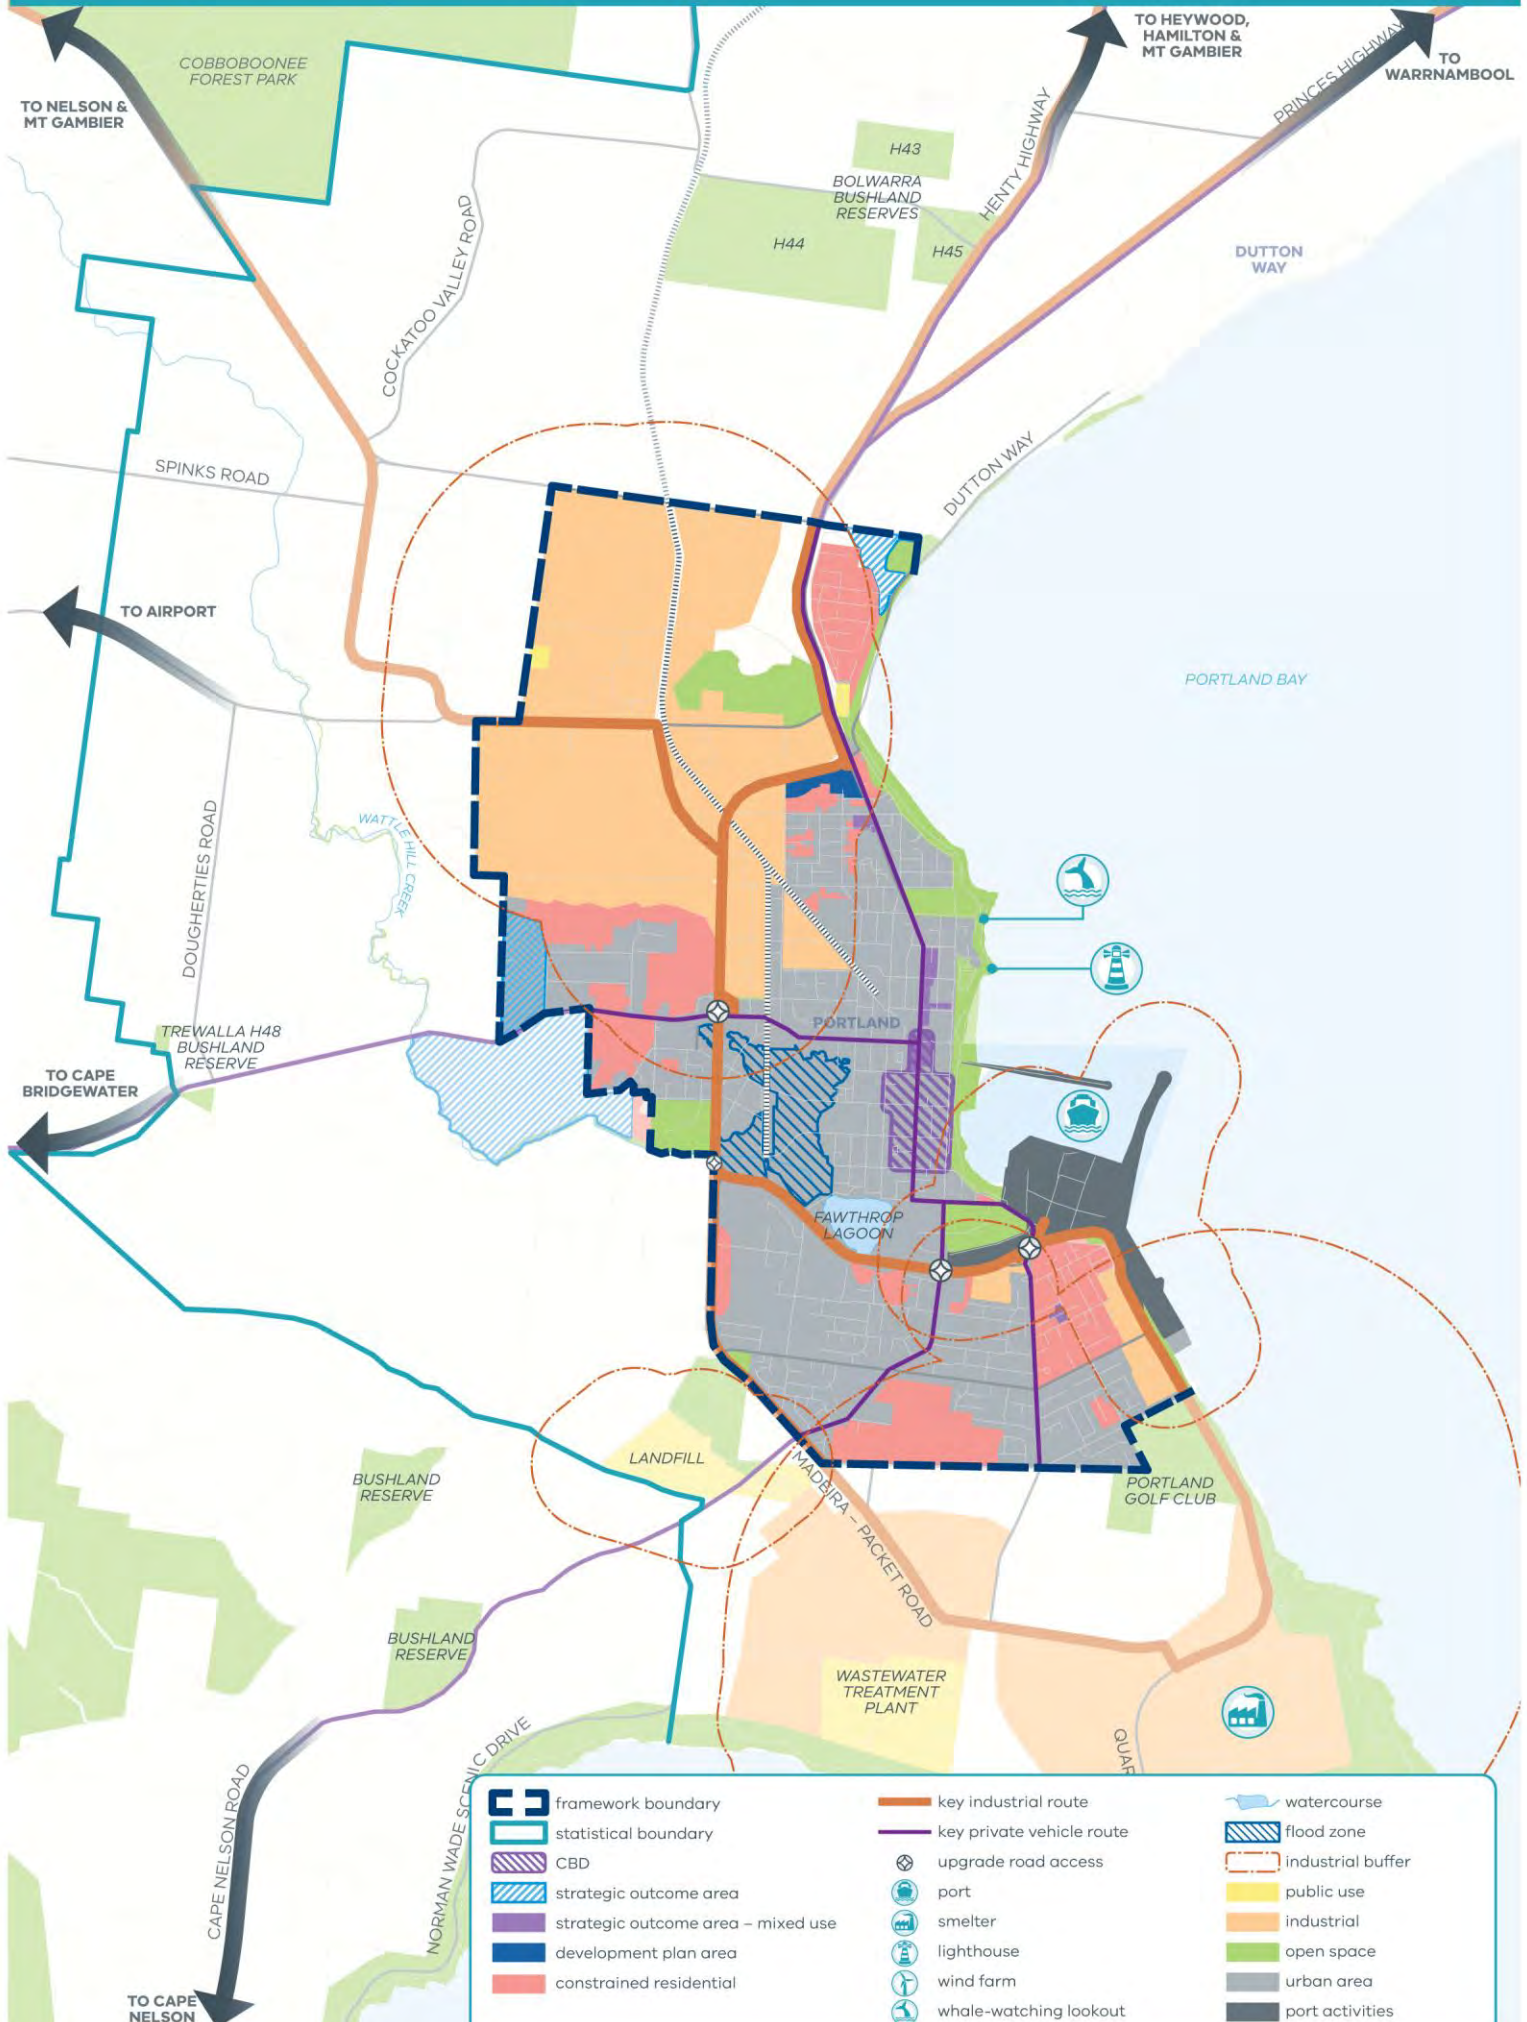 COBBOBOONEE
FOREST PARK
TO NELSON &
MT GAMBIER
TO HEYWOOD,
HAMILTON &
MT GAMBIER
PRINCES HIGHWAY
TO
WARRNAMBOOL
HENTY HIGHWAY
H43
BOLWARRA
BUSHLAND
RESERVES
H44
H45
DUTTON
WAY
COCKATOO VALLEY ROAD
SPINKS ROAD
DUTTON WAY
TO AIRPORT
PORTLAND BAY
DOUGHERTIES ROAD
WATTLE HILL CREEK
TREWALLA H48
BUSHLAND
RESERVE
PORTLAND
TO CAPE
BRIDGEWATER
FAWTHROP
LAGOON
LANDFILL
BUSHLAND
RESERVE
MADEIRA – PACKET ROAD
PORTLAND
GOLF CLUB
BUSHLAND
RESERVE
WASTEWATER
TREATMENT
PLANT
QUAR
NORMAN WADE SCENIC DRIVE
CAPE NELSON ROAD
TO CAPE
NELSON
framework boundary
statistical boundary
CBD
strategic outcome area
strategic outcome area – mixed use
development plan area
constrained residential
key industrial route
key private vehicle route
upgrade road access
port
smelter
lighthouse
wind farm
whale-watching lookout
watercourse
flood zone
industrial buffer
public use
industrial
open space
urban area
port activities